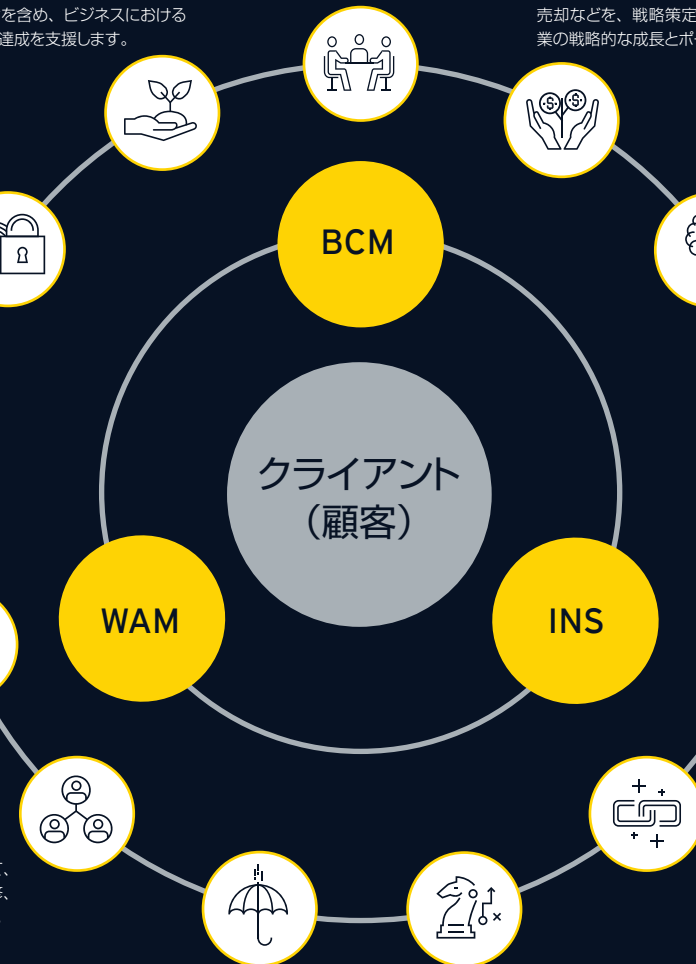 を含め、ビジネスにおける
達成を支援します。
売却などを、戦略策定
業の戦略的な成長とポー
BCM
クライアント
（顧客）
WAM
INS